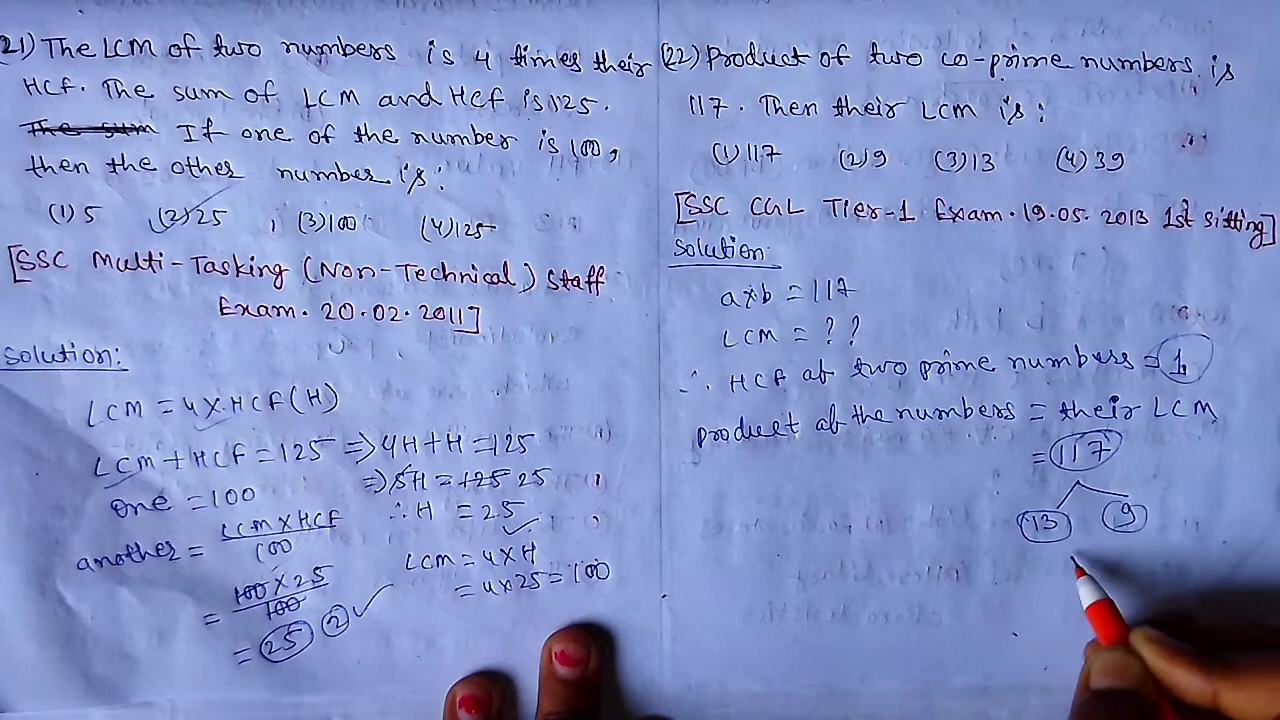 21) The LCM of two numbers is 4 times their
HCF. The sum of LCM and HCF is 125.
The sum If one of the number is 100,
then the other number is:
(1) 5 (2) 25 , (3) 100 (4) 125
[SSC Multi-Tasking (Non-Technical) Staff
Exam. 20.02.2011]
Solution:
LCM = 4 x HCF (H)
LCM + HCF = 125 => 4H + H = 125
one = 100 => 5H = 125 25
∴ H = 25
another = LCM X HCF
100
LCM = 4 x H
= 4 x 25 = 100
= 100 x 25
100
= 25 2
(22) Product of two co-prime numbers is
117. Then their LCM is:
(1) 117 (2) 9 (3) 13 (4) 39
[SSC CGL Tier-1 Exam. 19.05.2013 1st Sitting]
Solution
a x b = 117
LCM = ? ?
∴ HCF of two prime numbers = 1
product of the numbers = their LCM
= 117
13 9